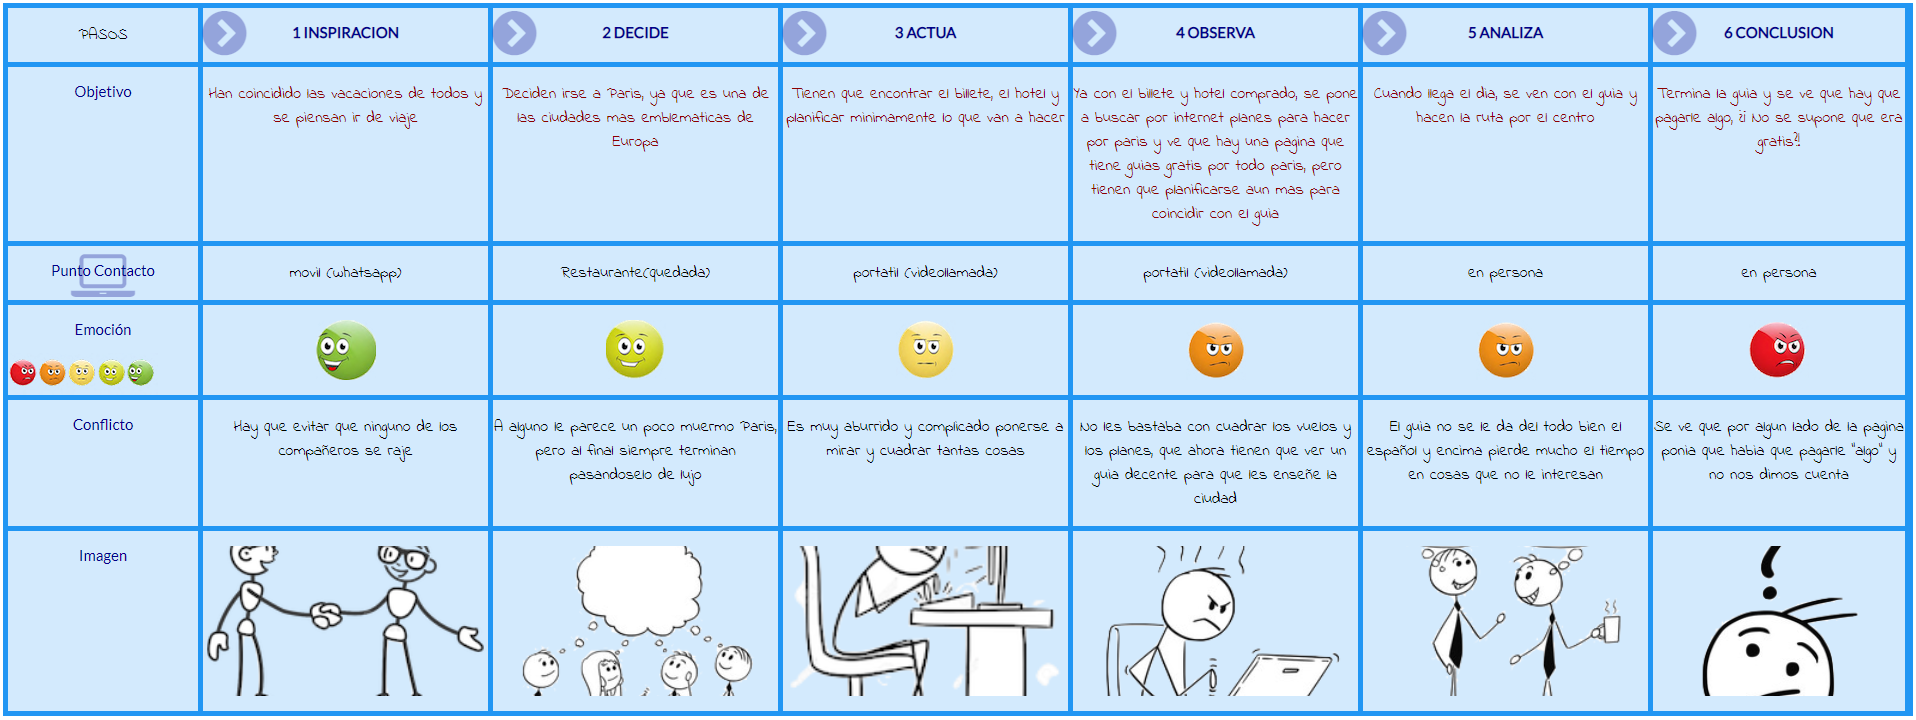 PASOS
1 INSPIRACION
2 DECIDE
3 ACTUA
4 OBSERVA
5 ANALIZA
6 CONCLUSION
Objetivo
Han coincidido las vacaciones de todos y
se piensan ir de viaje
Deciden irse a Paris, ya que es una de
las ciudades mas emblematicas de
Europa
Tienen que encontrar el billete, el hotel y
planificar minimamente lo que van a hacer
Ya con el billete y hotel comprado, se pone
a buscar por internet planes para hacer
por paris y ve que hay una pagina que
tiene guias gratis por todo paris, pero
tienen que planificarse aun mas para
coincidir con el guia
Cuando llega el dia, se ven con el guia y
hacen la ruta por el centro
Termina la guia y se ve que hay que
pagarle algo, ¿¡ No se supone que era
gratis?!
Punto Contacto
movil (whatsapp)
Restaurante(quedada)
portatil (videollamada)
portatil (videollamada)
en persona
en persona
Emoción
Conflicto
Hay que evitar que ninguno de los
compañeros se raje
A alguno le parece un poco muermo Paris,
pero al final siempre terminan
pasandoselo de lujo
Es muy aburrido y complicado ponerse a
mirar y cuadrar tantas cosas
No les bastaba con cuadrar los vuelos y
los planes, que ahora tienen que ver un
guia decente para que les enseñe la
ciudad
El guia no se le da del todo bien el
español y encima pierde mucho el tiempo
en cosas que no le interesan
Se ve que por algun lado de la pagina
ponia que habia que pagarle "algo" y
no nos dimos cuenta
Imagen
?